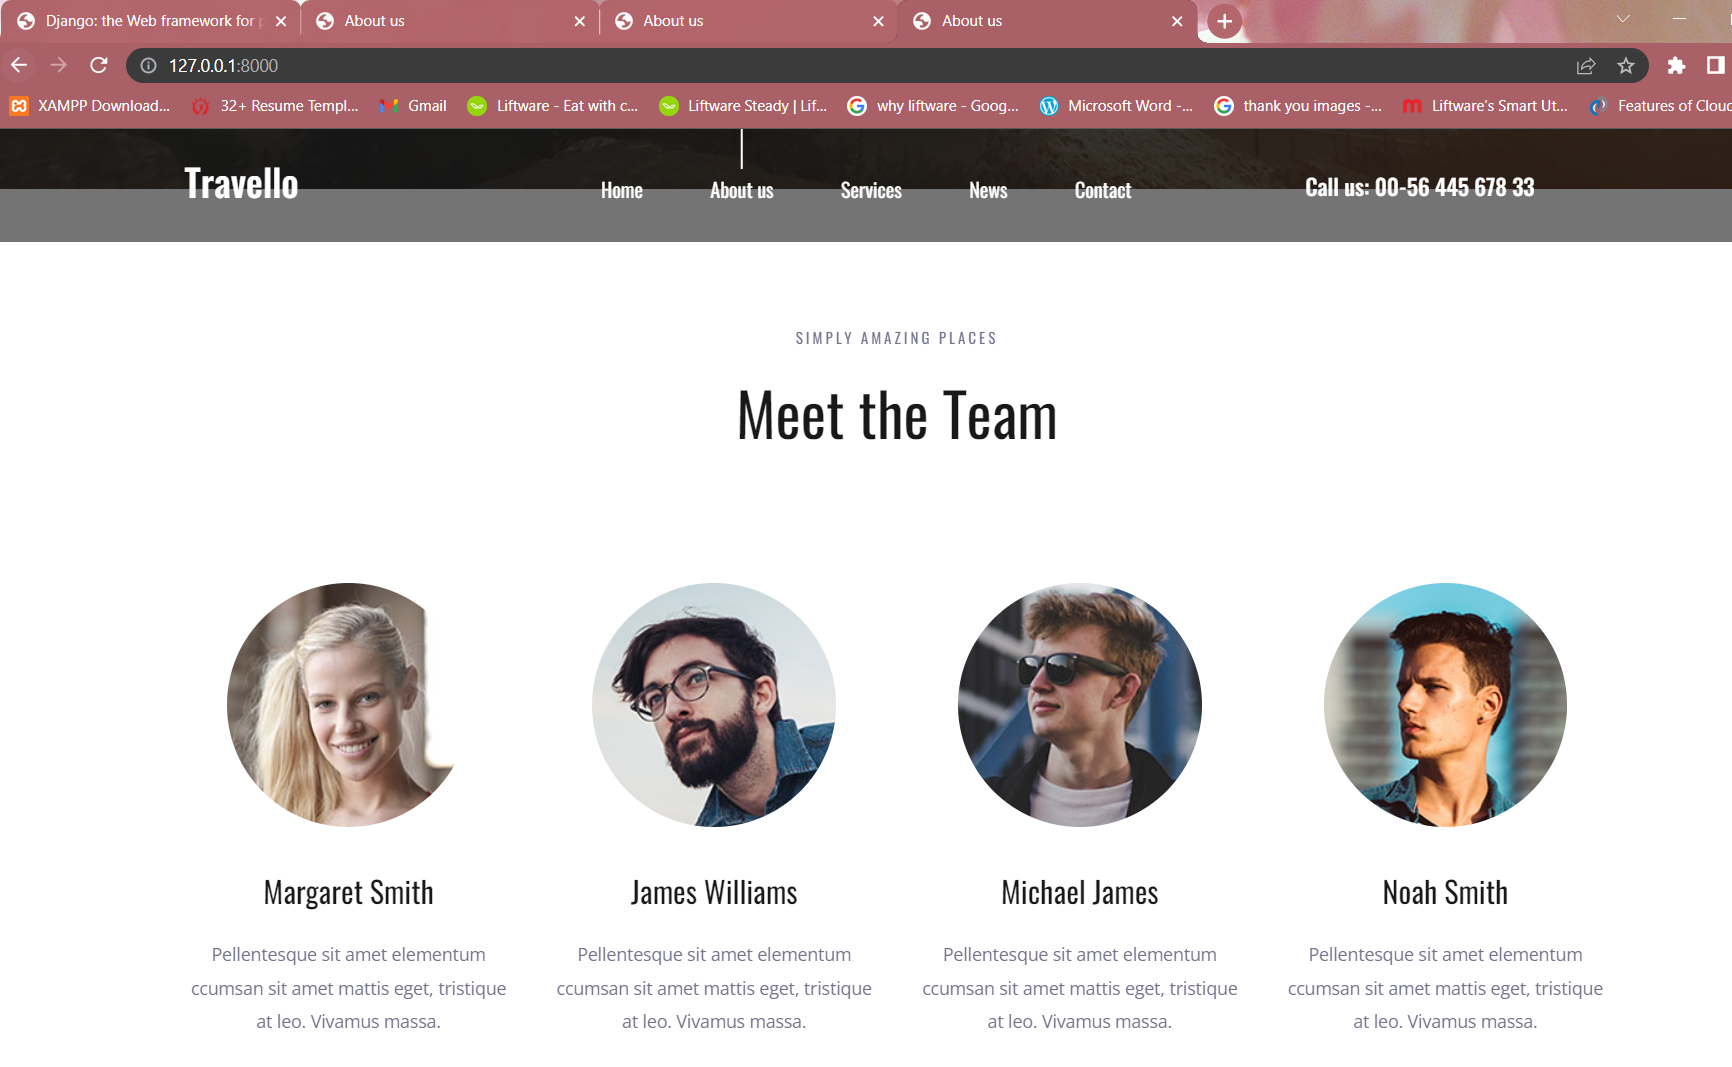 Django: the Web framework for
About us
About us
About us
127.0.0.1:8000
XAMPP Download... 32+ Resume Templ... Gmail Liftware - Eat with c... Liftware Steady | Lif... why liftware - Goog... Microsoft Word -... thank you images -... Liftware's Smart Ut... Features of Cloud
Travello
Home About us Services News Contact
Call us: 00-56 445 678 33
SIMPLY AMAZING PLACES
Meet the Team
Margaret Smith
Pellentesque sit amet elementum
ccumsan sit amet mattis eget, tristique
at leo. Vivamus massa.
James Williams
Pellentesque sit amet elementum
ccumsan sit amet mattis eget, tristique
at leo. Vivamus massa.
Michael James
Pellentesque sit amet elementum
ccumsan sit amet mattis eget, tristique
at leo. Vivamus massa.
Noah Smith
Pellentesque sit amet elementum
ccumsan sit amet mattis eget, tristique
at leo. Vivamus massa.